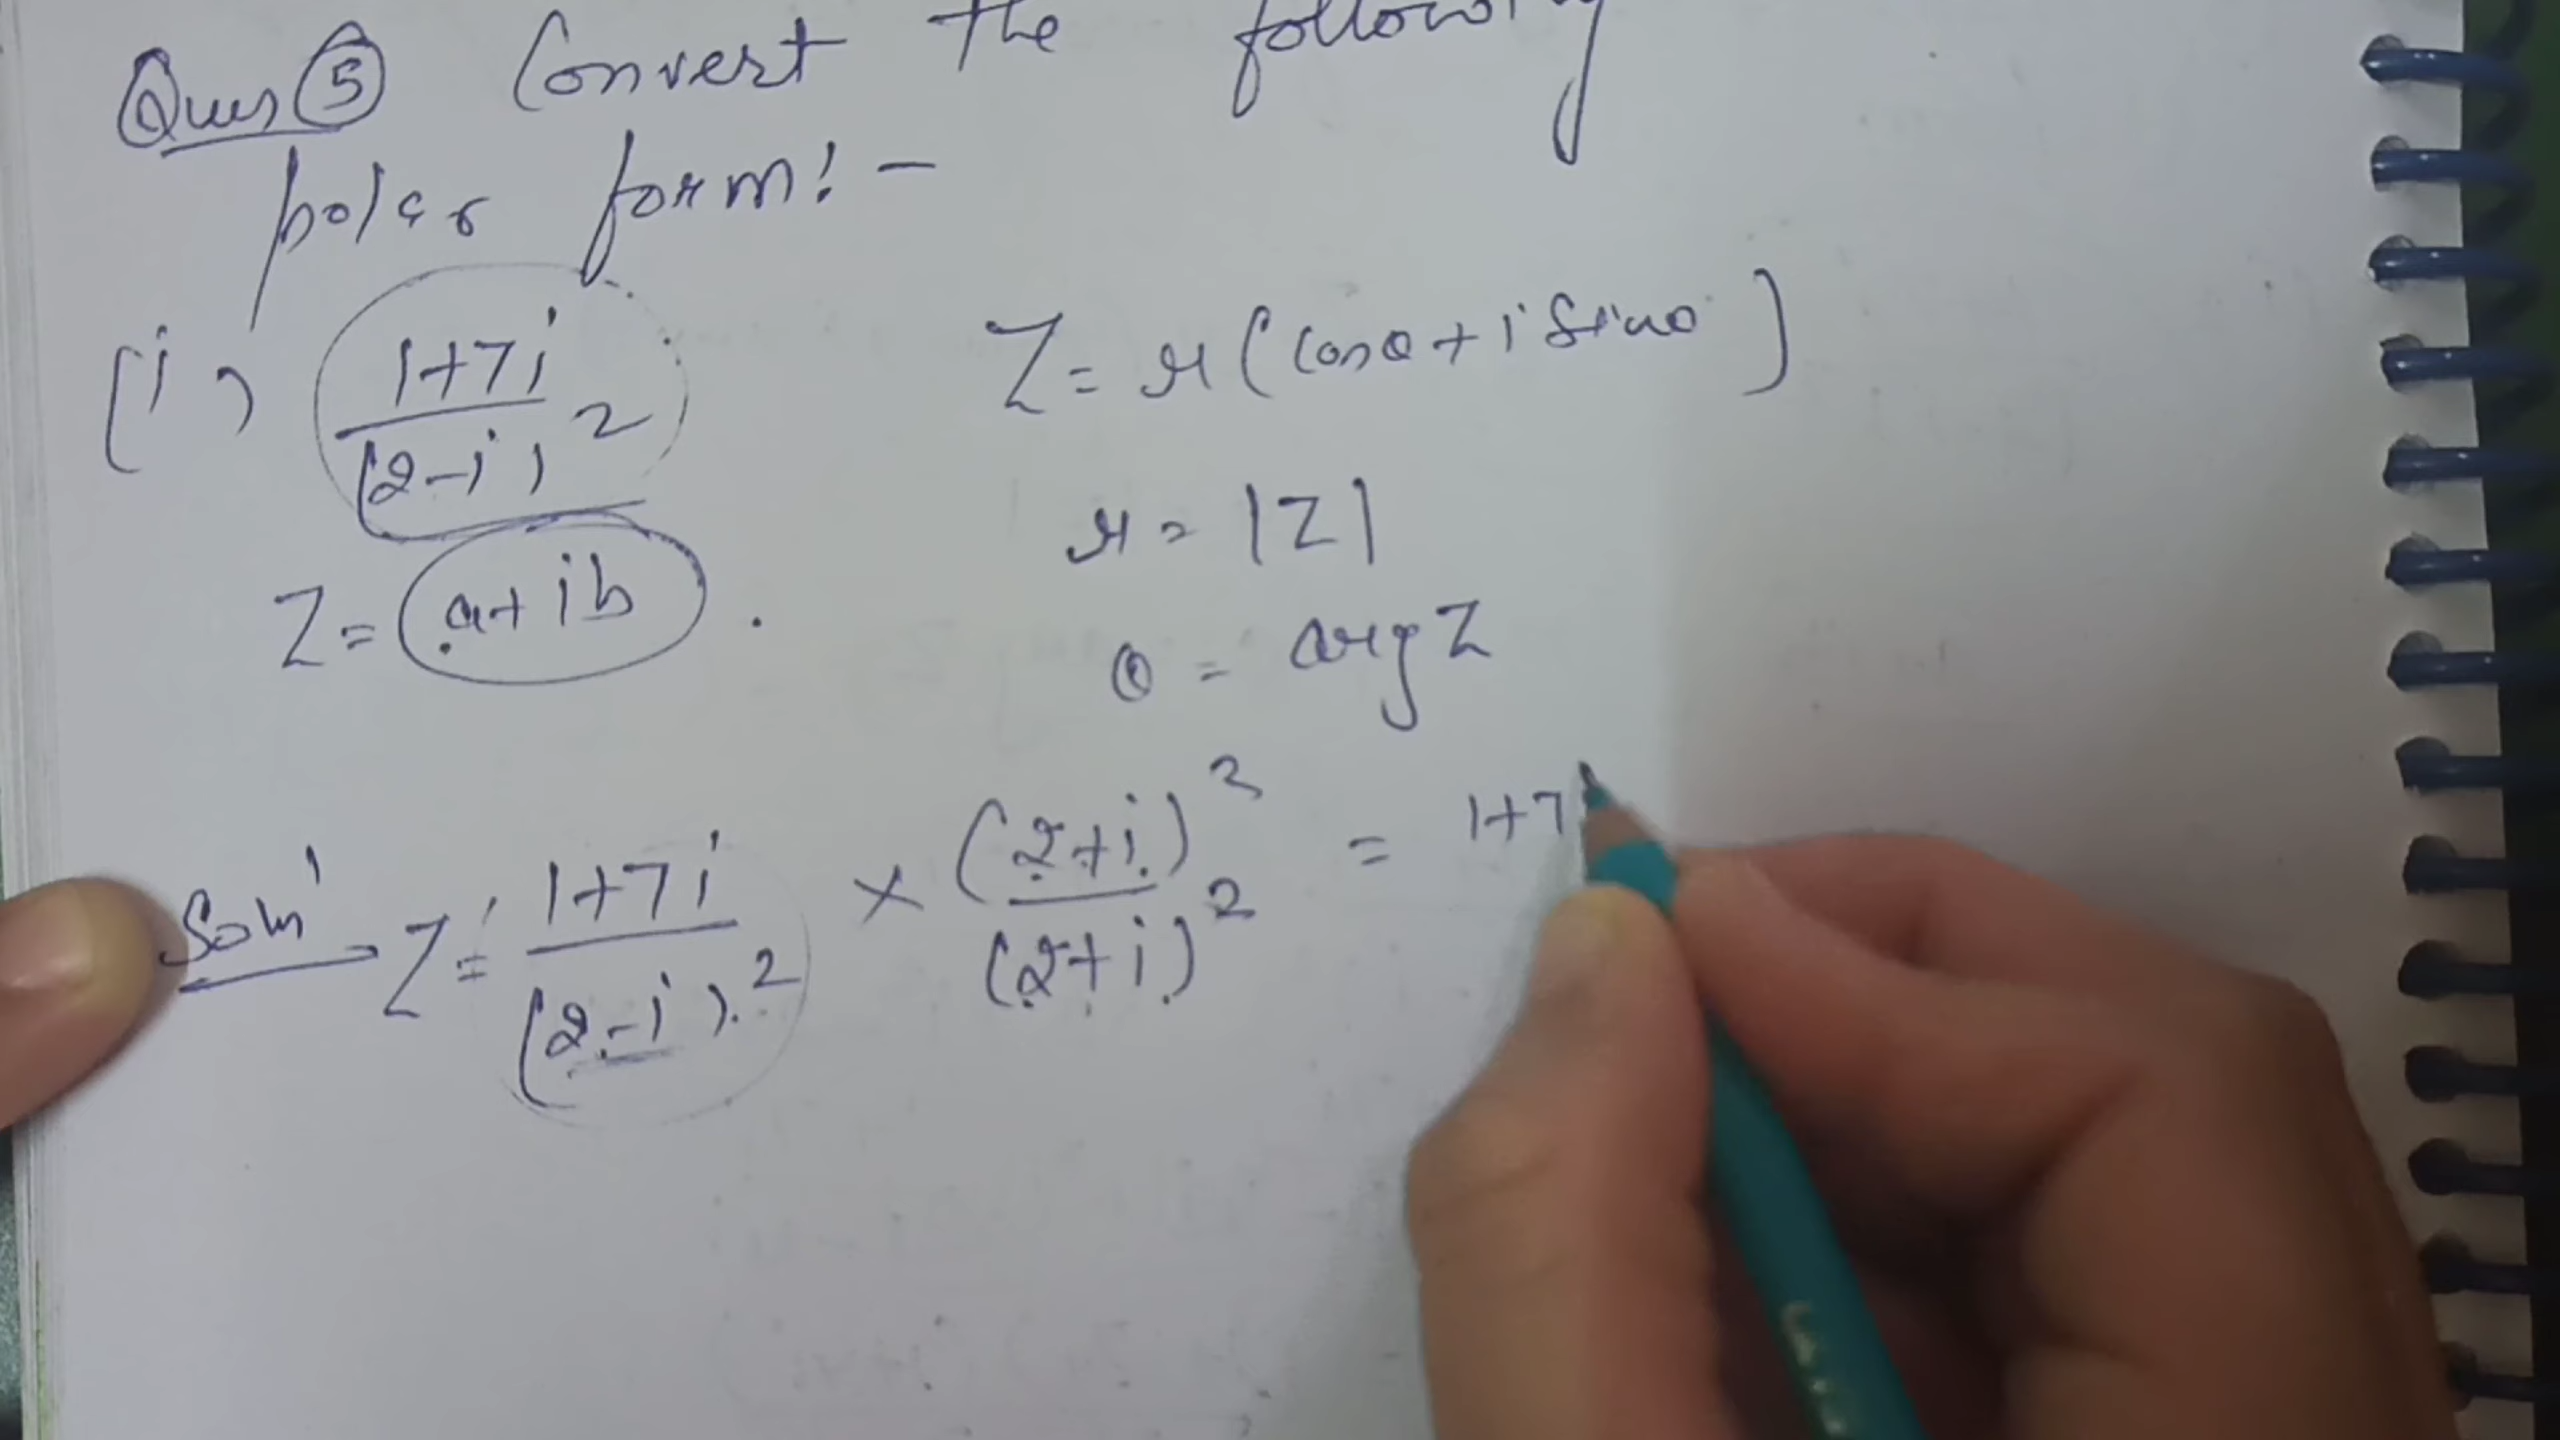 Ques 5 Convert the following
polar form:-
(i) 1+7i / (2-i)² Z = r(cosθ + i sinθ)
r = |Z|
Z = a+ib . θ = arg Z
Soln Z = 1+7i / (2-i)² × (2+i)² / (2+i)² = 1+7